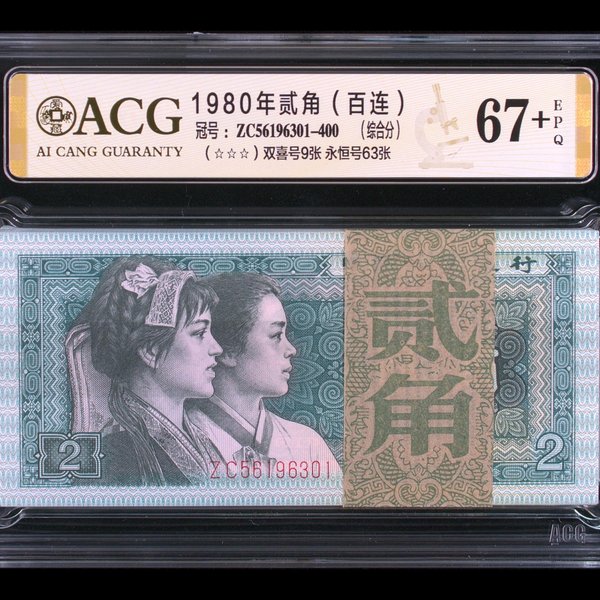 ACG
AI CANG GUARANTY
1980年贰角（百连）
冠号：ZC56196301-400 （综合分）
（☆☆☆）双喜号9张 永恒号63张
67+
EPQ
行
贰
角
2
ZC56196301
2
ACG